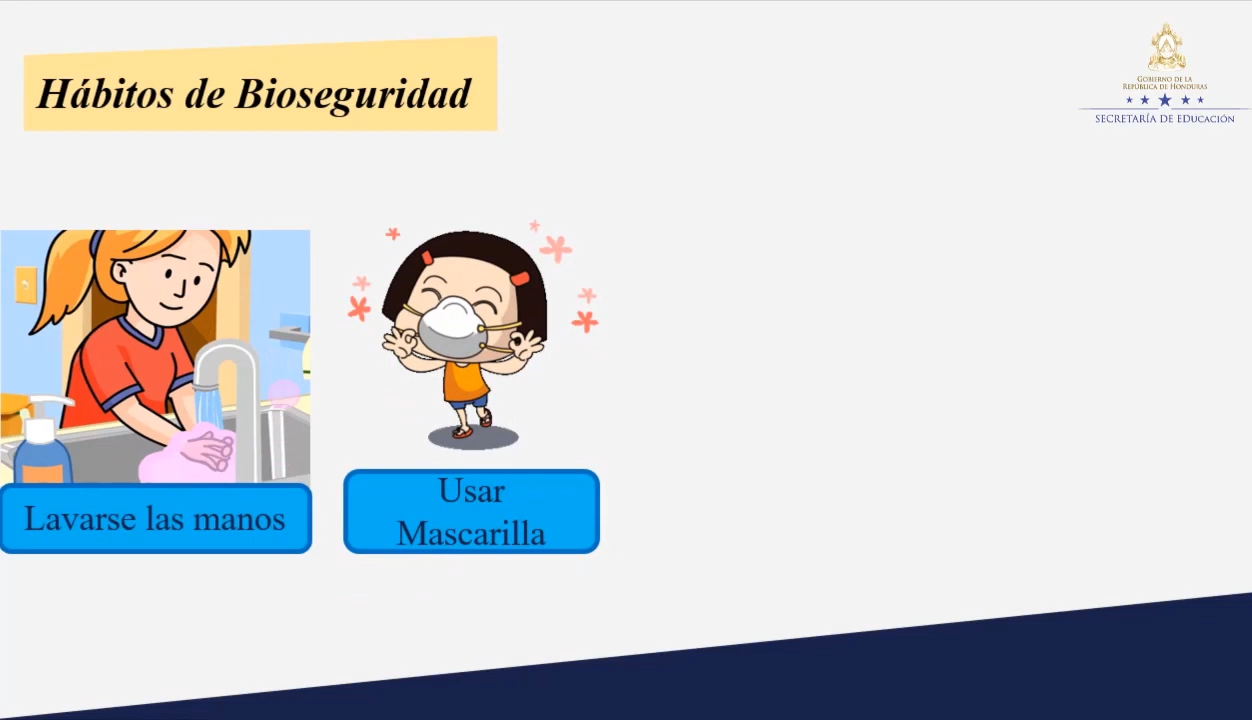 Hábitos de Bioseguridad
GOBIERNO DE LA
REPÚBLICA DE HONDURAS
SECRETARÍA DE EDUCACIÓN
Lavarse las manos
Usar
Mascarilla